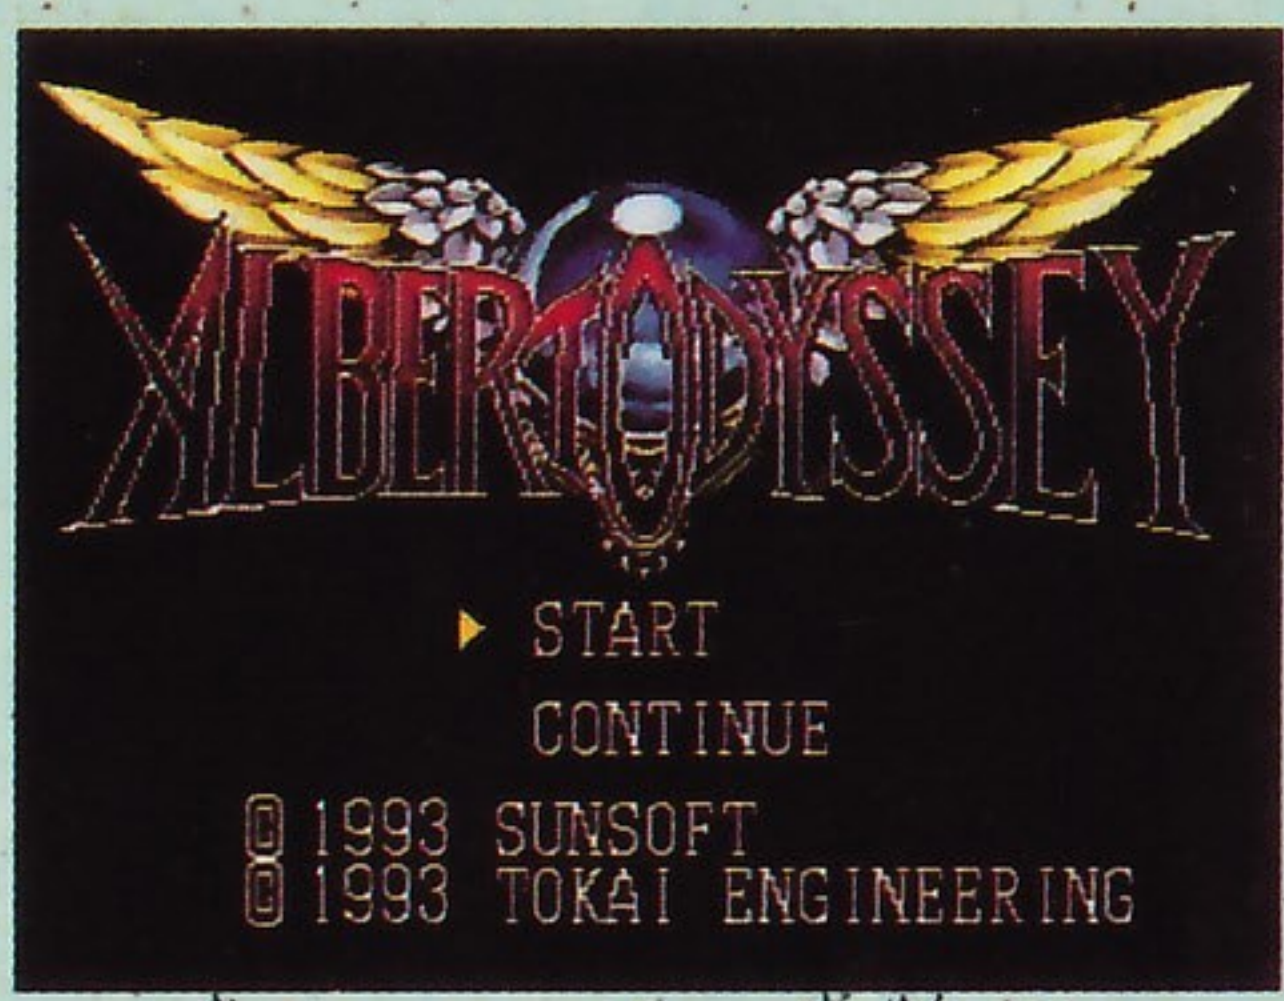 ALBERT ODYSSEY
START
CONTINUE
© 1993 SUNSOFT
© 1993 TOKAI ENGINEERING